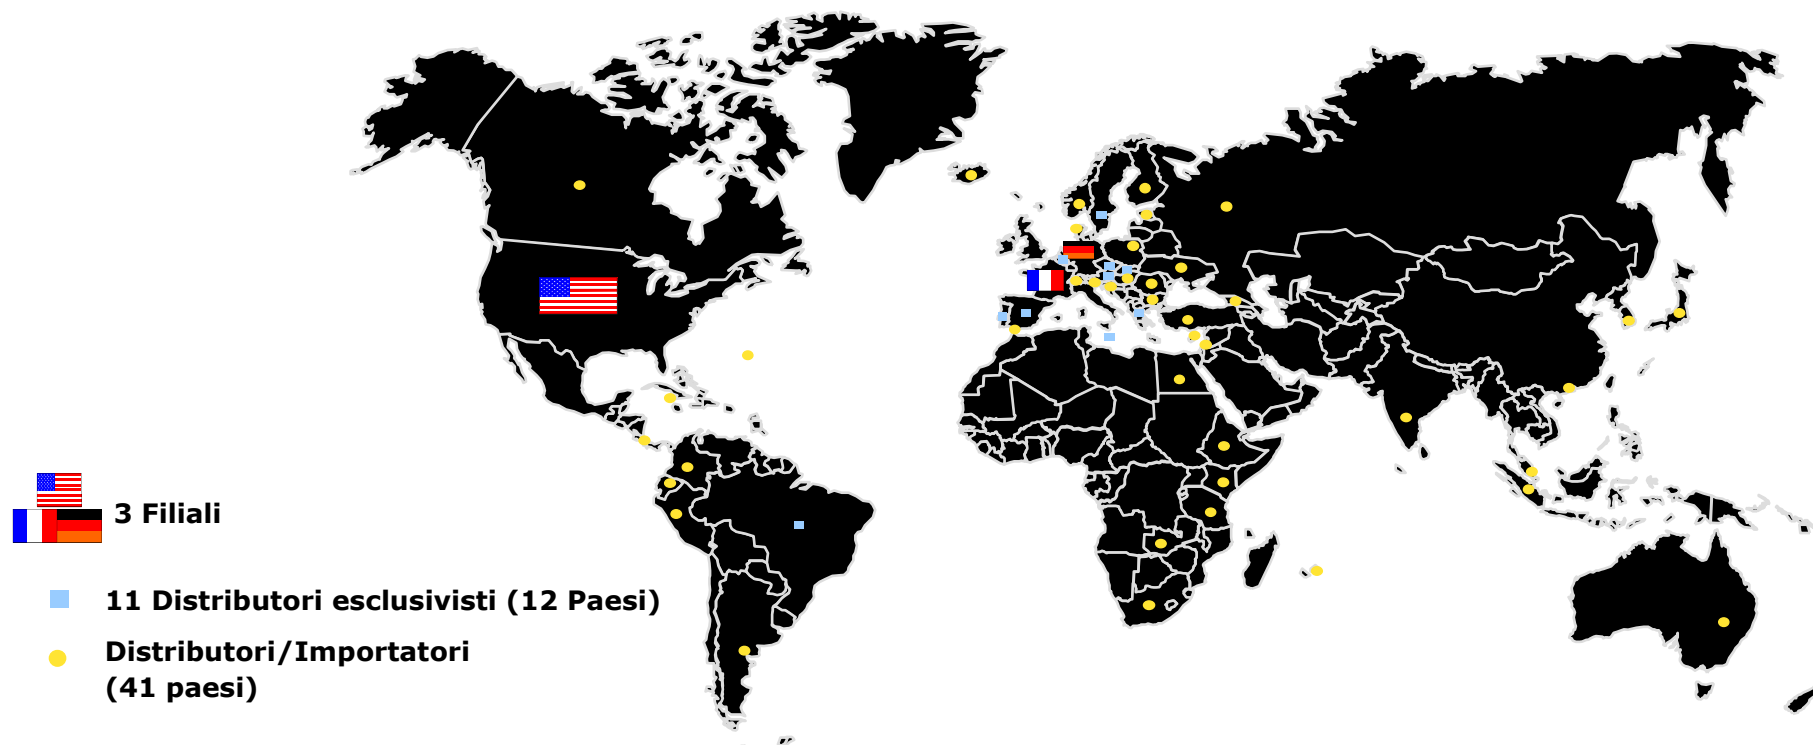 3 Filiali
11 Distributori esclusivisti (12 Paesi)
Distributori/Importatori
(41 paesi)